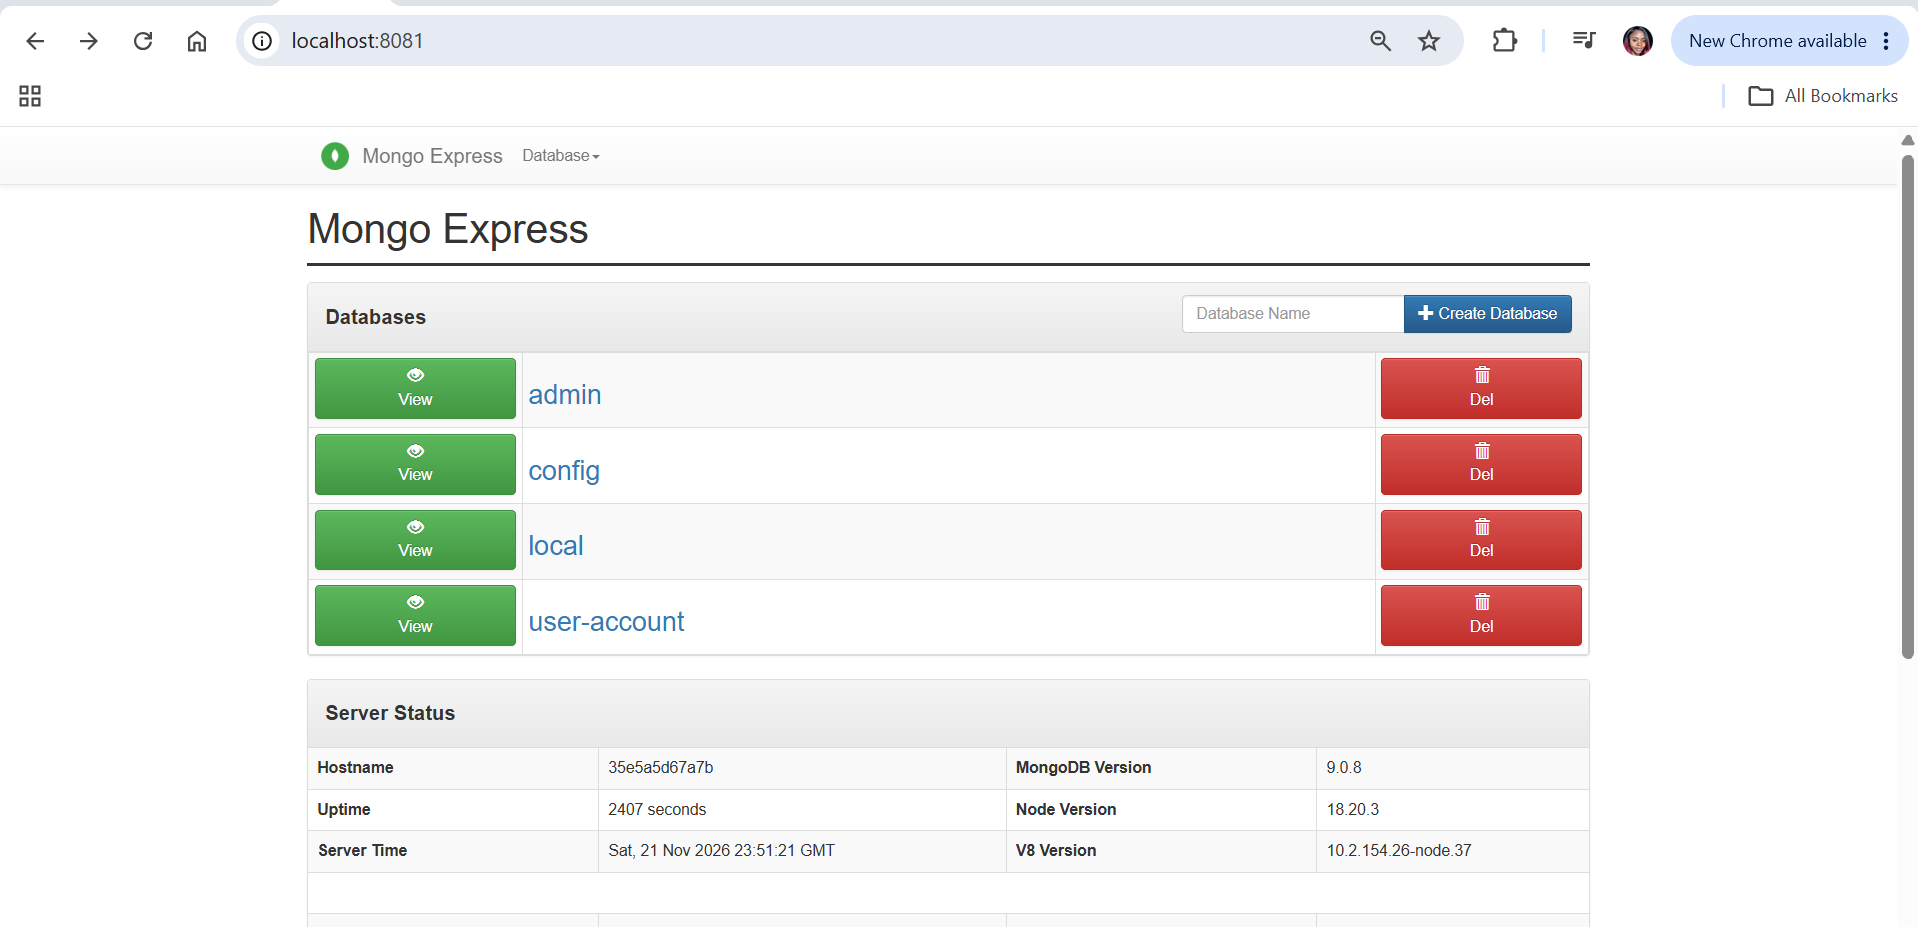 localhost:8081
New Chrome available
All Bookmarks
Mongo Express Database
Mongo Express
Databases
Database Name Create Database
View admin Del
View config Del
View local Del
View user-account Del
Server Status
Hostname 35e5a5d67a7b MongoDB Version 9.0.8
Uptime 2407 seconds Node Version 18.20.3
Server Time Sat, 21 Nov 2026 23:51:21 GMT V8 Version 10.2.154.26-node.37